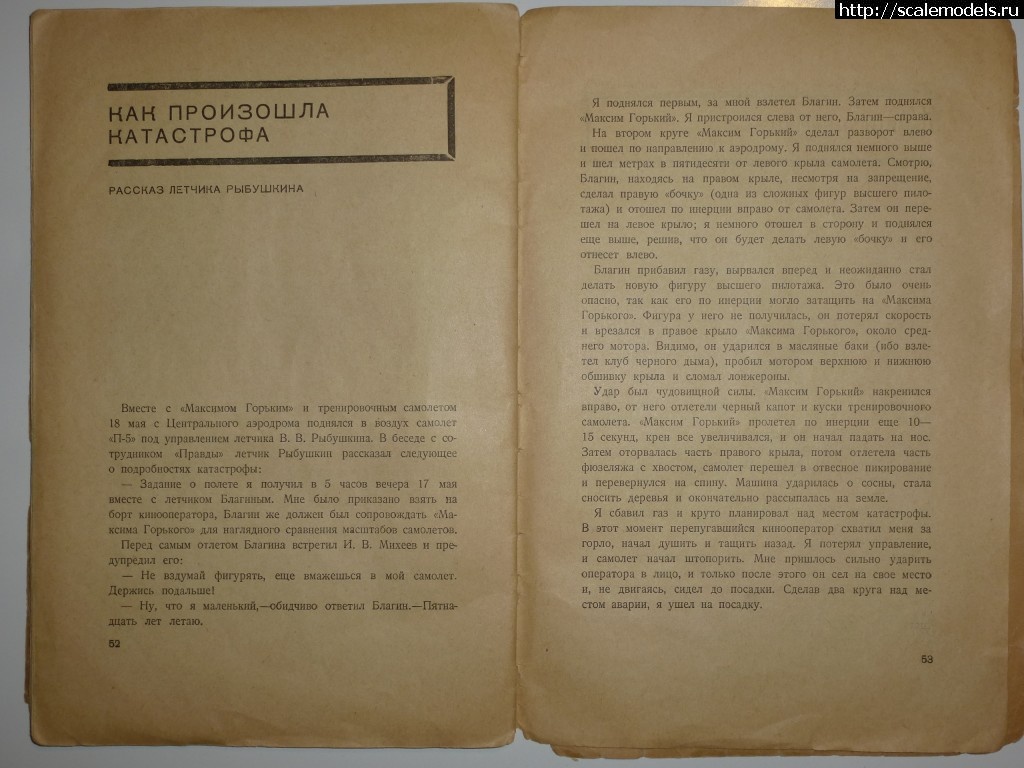 http://scalemodels.ru
КАК ПРОИЗОШЛА
КАТАСТРОФА
РАССКАЗ ЛЕТЧИКА РЫБУШКИНА
Вместе с «Максимом Горьким» и тренировочным самолетом
18 мая с Центрального аэродрома поднялся в воздух самолет
«П-5» под управлением летчика В. В. Рыбушкина. В беседе с со-
трудником «Правды» летчик Рыбушкин рассказал следующее
о подробностях катастрофы:
— Задание о полете я получил в 5 часов вечера 17 мая
вместе с летчиком Благиным. Мне было приказано взять на
борт кинооператора, Благин же должен был сопровождать «Ма-
ксима Горького» для наглядного сравнения масштабов самолетов.
Перед самым отлетом Благина встретил И. В. Михеев и пре-
дупредил его:
— Не вздумай фигурять, еще вмажешься в мой самолет.
Держись подальше!
— Ну, что я маленький,—обидчиво ответил Благин.—Пятна-
дцать лет летаю.
52
Я поднялся первым, за мной взлетел Благин. Затем поднялся
«Максим Горький». Я пристроился слева от него, Благин—справа.
На втором круге «Максим Горький» сделал разворот влево
и пошел по направлению к аэродрому. Я поднялся немного выше
и шел метрах в пятидесяти от левого крыла самолета. Смотрю,
Благин, находясь на правом крыле, несмотря на запрещение,
сделал правую «бочку» (одна из сложных фигур высшего пило-
тажа) и отошел по инерции вправо от самолета. Затем он пере-
шел на левое крыло; я немного отошел в сторону и поднялся
еще выше, решив, что он будет делать левую «бочку» и его
отнесет влево.
Благин прибавил газу, вырвался вперед и неожиданно стал
делать новую фигуру высшего пилотажа. Это было очень
опасно, так как его по инерции могло затащить на «Максима
Горького». Фигура у него не получилась, он потерял скорость
и врезался в правое крыло «Максима Горького», около сред-
него мотора. Видимо, он ударился в масляные баки (ибо взле-
тел клуб черного дыма), пробил мотором верхнюю и нижнюю
обшивку крыла и сломал лонжероны.
Удар был чудовищной силы. «Максим Горький» накренился
вправо, от него отлетели черный капот и куски тренировочного
самолета. «Максим Горький» пролетел по инерции еще 10—
15 секунд, крен все увеличивался, и он начал падать на нос.
Затем оторвалась часть правого крыла, потом отлетела часть
фюзеляжа с хвостом, самолет перешел в отвесное пикирование
и перевернулся на спину. Машина ударилась о сосны, стала
сносить деревья и окончательно рассыпалась на земле.
Я сбавил газ и круто планировал над местом катастрофы.
В этот момент перепугавшийся кинооператор схватил меня за
горло, начал душить и тащить назад. Я потерял управление,
и самолет начал штопорить. Мне пришлось сильно ударить
оператора в лицо, и только после этого он сел на свое место
и, не двигаясь, сидел до посадки. Сделав два круга над ме-
стом аварии, я ушел на посадку.
53